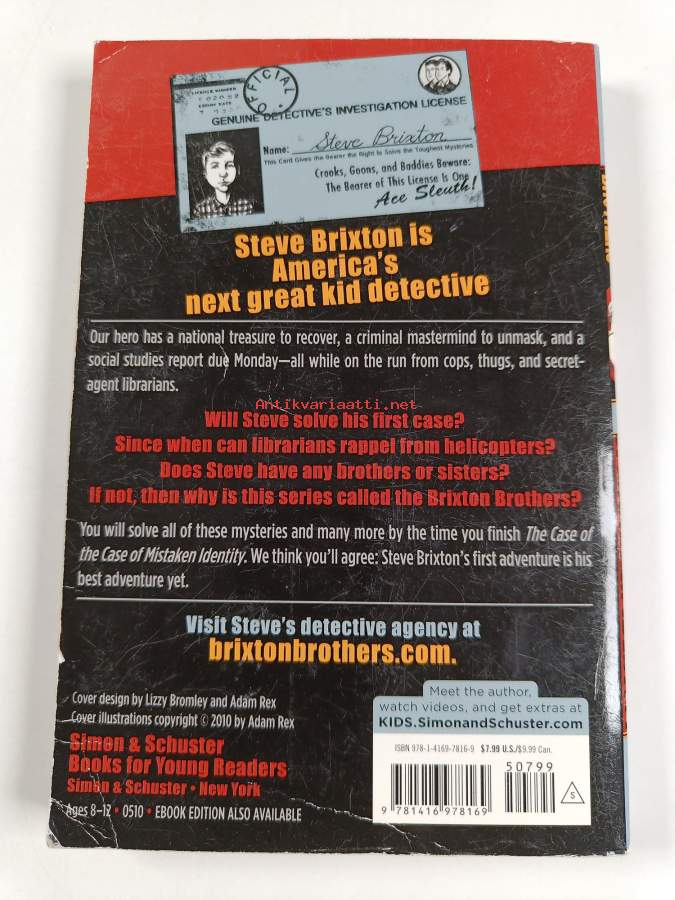 OFFICIAL
LICENSE NUMBER
EXPIRY DATE
GENUINE DETECTIVE'S INVESTIGATION LICENSE
Name: Steve Brixton
This Card Gives the Bearer the Right to Solve the Toughest Mysteries
Crooks, Goons, and Baddies Beware:
The Bearer of This License Is One
Ace Sleuth!
Steve Brixton is
America's
next great kid detective
Our hero has a national treasure to recover, a criminal mastermind to unmask, and a
social studies report due Monday—all while on the run from cops, thugs, and secret-
agent librarians.
Antikvariaatti.net
Will Steve solve his first case?
Since when can librarians rappel from helicopters?
Does Steve have any brothers or sisters?
If not, then why is this series called the Brixton Brothers?
You will solve all of these mysteries and many more by the time you finish The Case of
the Case of Mistaken Identity. We think you'll agree: Steve Brixton's first adventure is his
best adventure yet.
Visit Steve's detective agency at
brixtonbrothers.com.
Cover design by Lizzy Bromley and Adam Rex
Cover illustrations copyright © 2010 by Adam Rex
Simon & Schuster
Books for Young Readers
Simon & Schuster • New York
Ages 8–12 • 0510 • EBOOK EDITION ALSO AVAILABLE
Meet the author,
watch videos, and get extras at
KIDS.SimonandSchuster.com
ISBN 978-1-4169-7816-9 $7.99 U.S./$9.99 Can.
50799
9 781416 978169
S